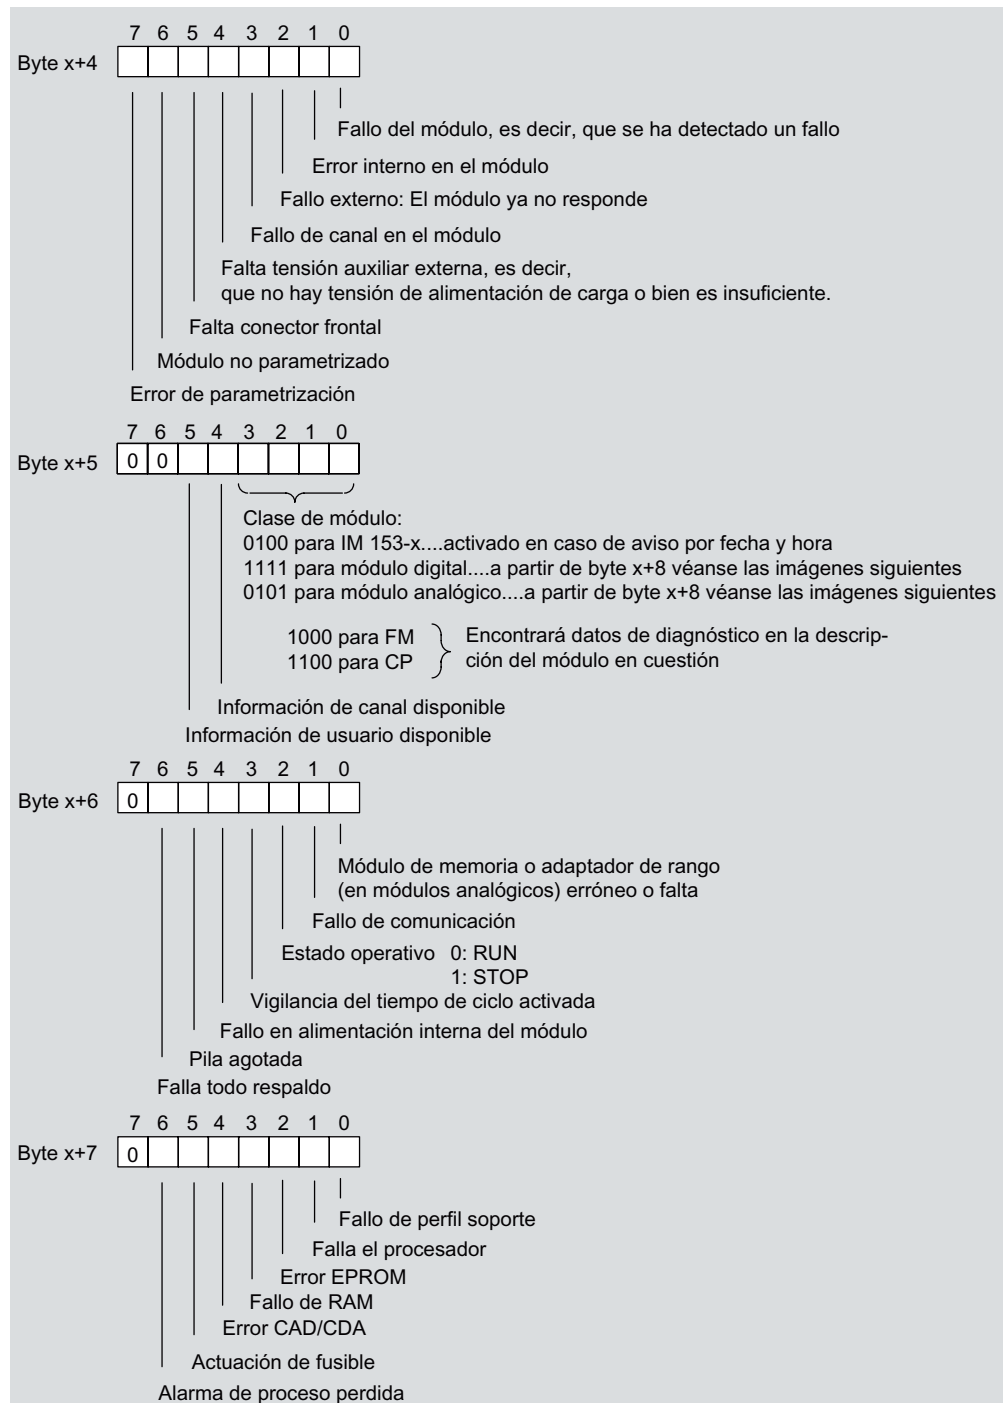 7 6 5 4 3 2 1 0
Byte x+4
Fallo del módulo, es decir, que se ha detectado un fallo
Error interno en el módulo
Fallo externo: El módulo ya no responde
Fallo de canal en el módulo
Falta tensión auxiliar externa, es decir,
que no hay tensión de alimentación de carga o bien es insuficiente.
Falta conector frontal
Módulo no parametrizado
Error de parametrización
7 6 5 4 3 2 1 0
Byte x+5 0 0
Clase de módulo:
0100 para IM 153-x....activado en caso de aviso por fecha y hora
1111 para módulo digital....a partir de byte x+8 véanse las imágenes siguientes
0101 para módulo analógico....a partir de byte x+8 véanse las imágenes siguientes
1000 para FM
1100 para CP
Encontrará datos de diagnóstico en la descrip-
ción del módulo en cuestión
Información de canal disponible
Información de usuario disponible
7 6 5 4 3 2 1 0
Byte x+6 0
Módulo de memoria o adaptador de rango
(en módulos analógicos) erróneo o falta
Fallo de comunicación
Estado operativo 0: RUN
1: STOP
Vigilancia del tiempo de ciclo activada
Fallo en alimentación interna del módulo
Pila agotada
Falla todo respaldo
7 6 5 4 3 2 1 0
Byte x+7 0
Fallo de perfil soporte
Falla el procesador
Error EPROM
Fallo de RAM
Error CAD/CDA
Actuación de fusible
Alarma de proceso perdida